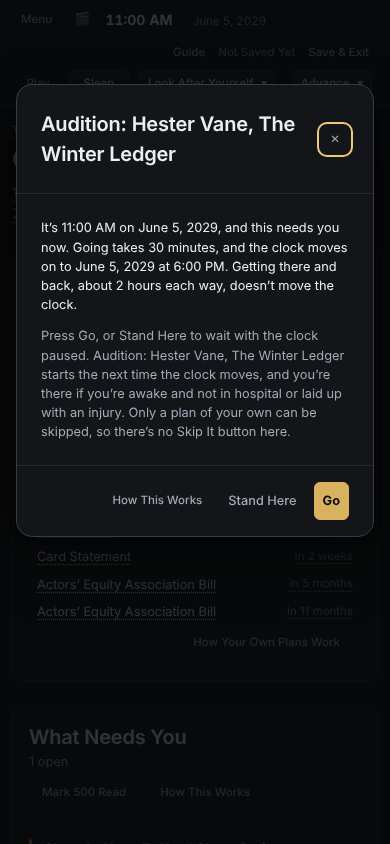 Menu 🎬 11:00 AM June 5, 2029
Guide Not Saved Yet Save & Exit
Play Sleep Look After Yourself Advance
Audition: Hester Vane, The
Winter Ledger
×
It’s 11:00 AM on June 5, 2029, and this needs you
now. Going takes 30 minutes, and the clock moves
on to June 5, 2029 at 6:00 PM. Getting there and
back, about 2 hours each way, doesn’t move the
clock.
Press Go, or Stand Here to wait with the clock
paused. Audition: Hester Vane, The Winter Ledger
starts the next time the clock moves, and you’re
there if you’re awake and not in hospital or laid up
with an injury. Only a plan of your own can be
skipped, so there’s no Skip It button here.
How This Works Stand Here Go
Card Statement in 2 weeks
Actors’ Equity Association Bill in 5 months
Actors’ Equity Association Bill in 11 months
How Your Own Plans Work
What Needs You
1 open
Mark 500 Read How This Works